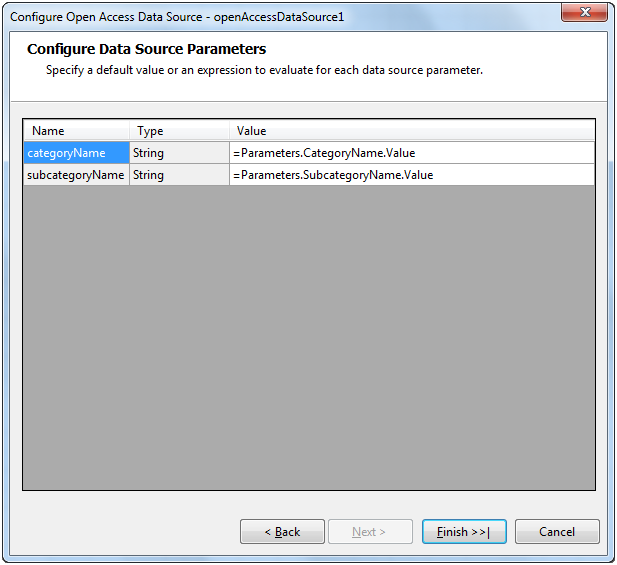 Configure Open Access Data Source - openAccessDataSource1
Configure Data Source Parameters
Specify a default value or an expression to evaluate for each data source parameter.
Name Type Value
categoryName String =Parameters.CategoryName.Value
subcategoryName String =Parameters.SubcategoryName.Value
< Back Next > Finish >>| Cancel